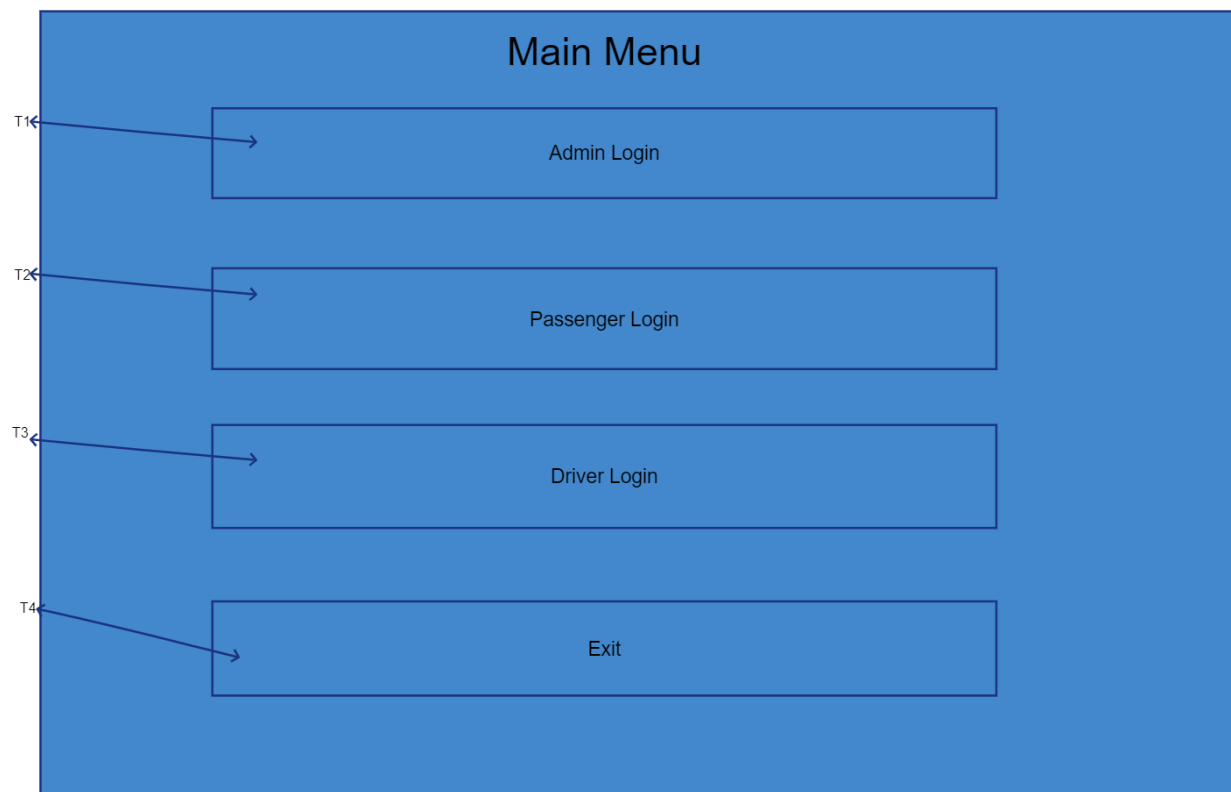 Main Menu
T1
Admin Login
T2
Passenger Login
T3
Driver Login
T4
Exit